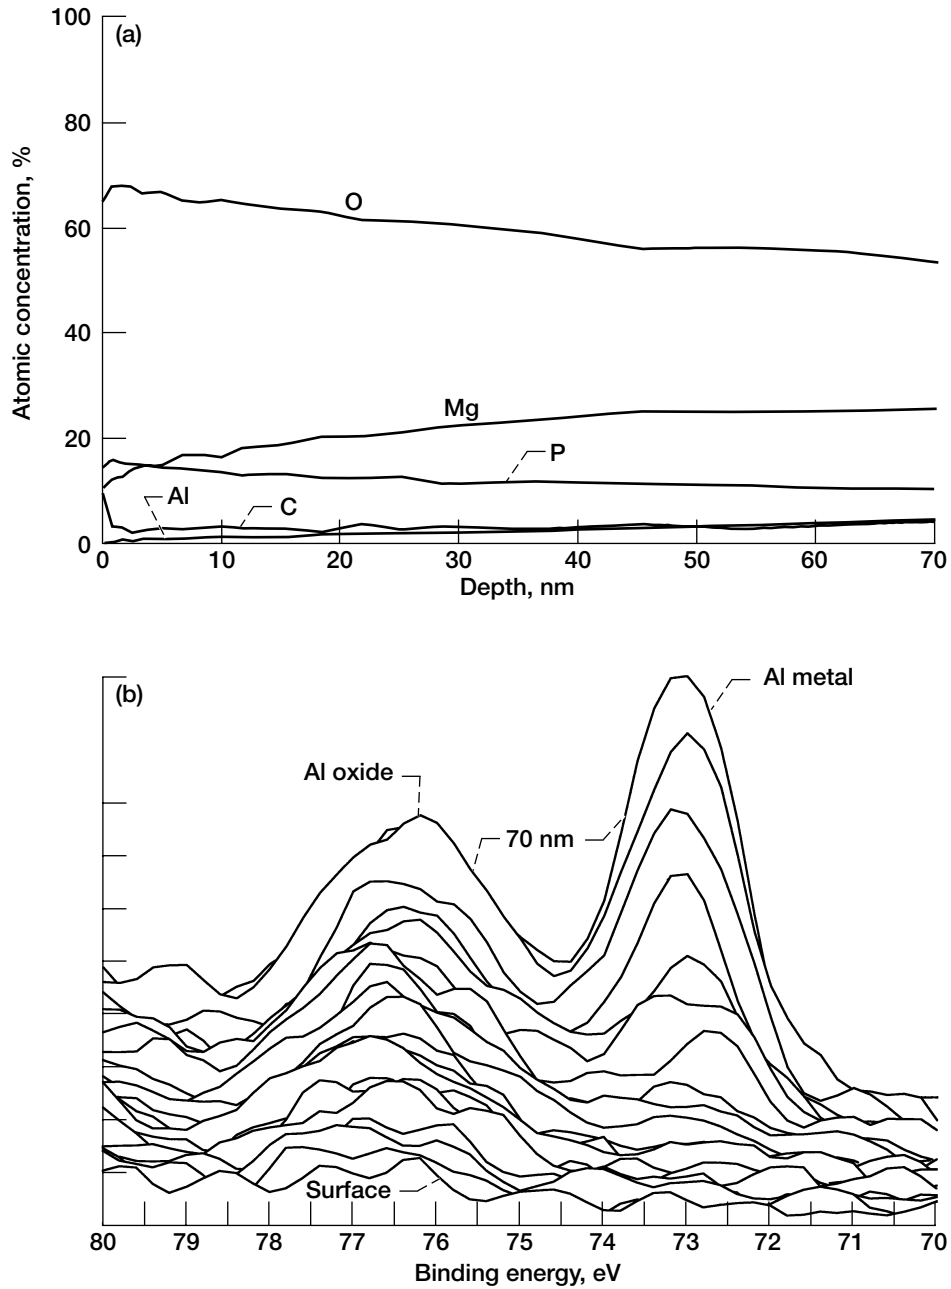 100
(a)
80
Atomic concentration, %
O
60
40
Mg
20
P
Al
C
0
0 10 20 30 40 50 60 70
Depth, nm
(b)
Al metal
Al oxide
70 nm
Surface
80 79 78 77 76 75 74 73 72 71 70
Binding energy, eV